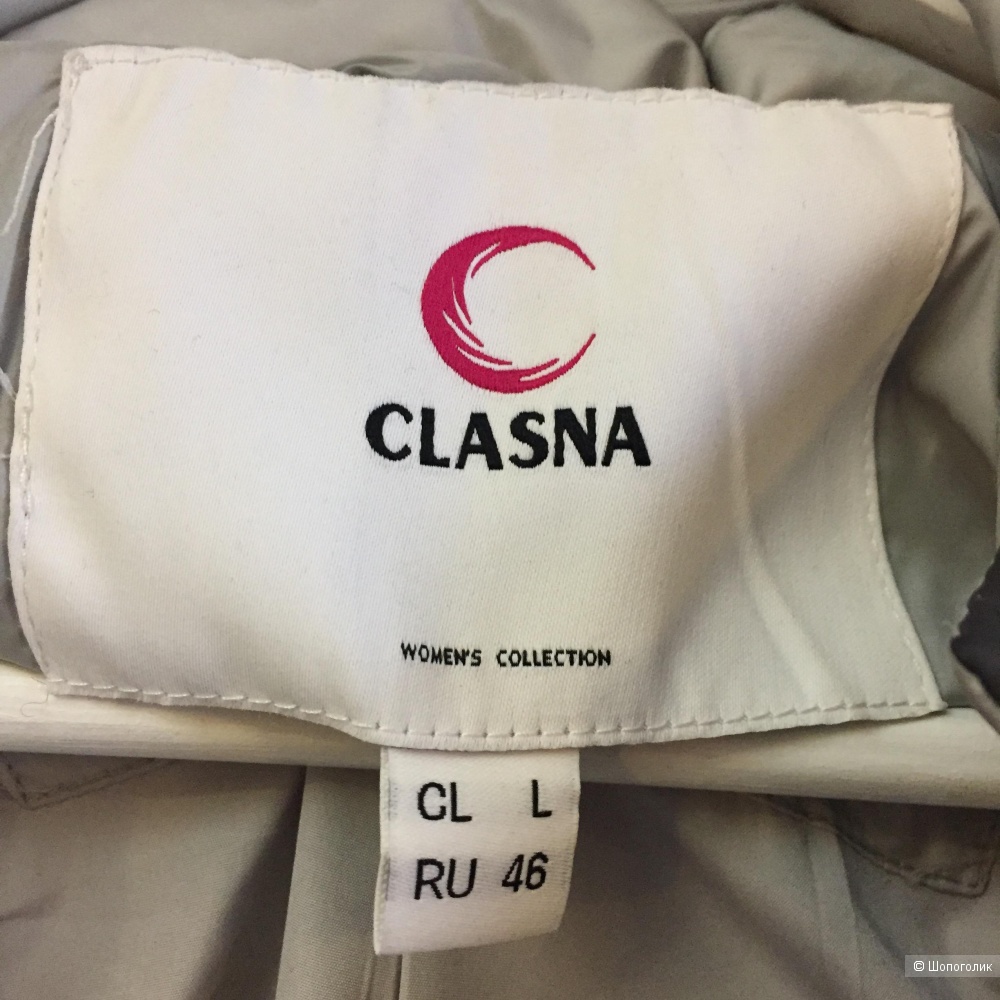 CLASNA
WOMEN'S COLLECTION
CL L
RU 46
© Шопоголик